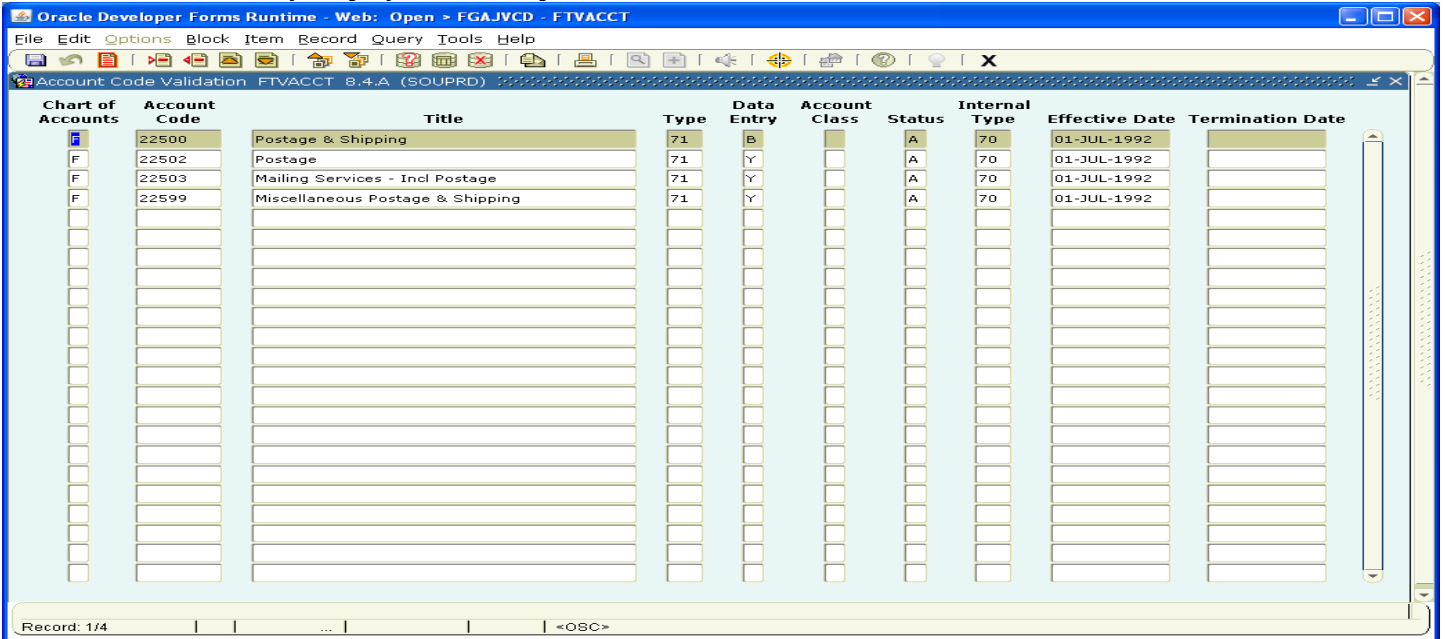 Oracle Developer Forms Runtime - Web: Open > FGAJVCD - FTVACCT
File Edit Options Block Item Record Query Tools Help
Account Code Validation FTVACCT 8.4.A (SOUPRD)
Chart of Accounts Account Code Title Type Data Entry Account Class Status Internal Type Effective Date Termination Date
F 22500 Postage & Shipping 71 B A 70 01-JUL-1992
F 22502 Postage 71 Y A 70 01-JUL-1992
F 22503 Mailing Services - Incl Postage 71 Y A 70 01-JUL-1992
F 22599 Miscellaneous Postage & Shipping 71 Y A 70 01-JUL-1992
Record: 1/4 ... <OSC>